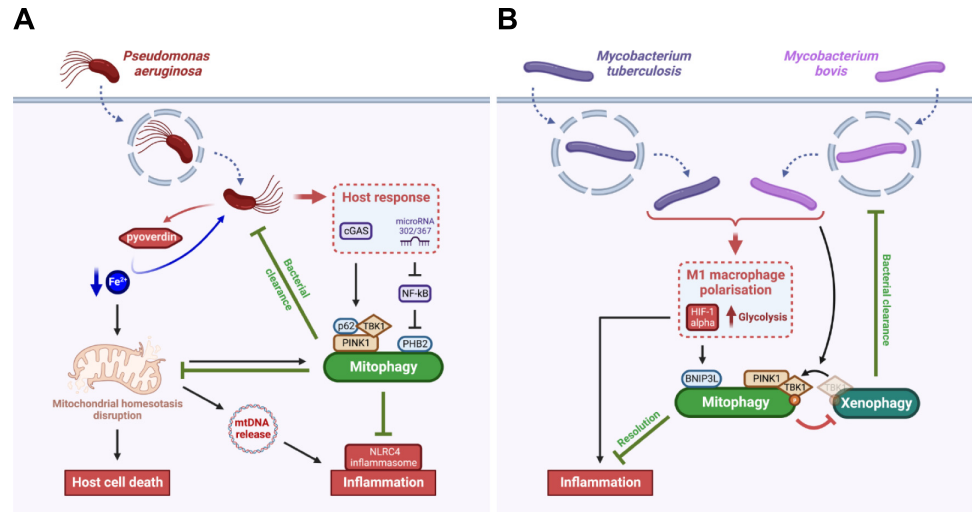 A
Pseudomonas
aeruginosa
pyoverdin
Fe2+
Host response
cGAS
microRNA
302/367
NF-kB
p62
TBK1
PINK1
PHB2
Mitophagy
Bacterial
clearance
Mitochondrial homesotasis
disruption
mtDNA
release
Host cell death
NLRC4
inflammasome
Inflammation
B
Mycobacterium
tuberculosis
Mycobacterium
bovis
M1 macrophage
polarisation
HIF-1
alpha
Glycolysis
Bacterial clearance
BNIP3L
PINK1
TBK1
P
TBK1
Mitophagy
Xenophagy
Resolution
Inflammation